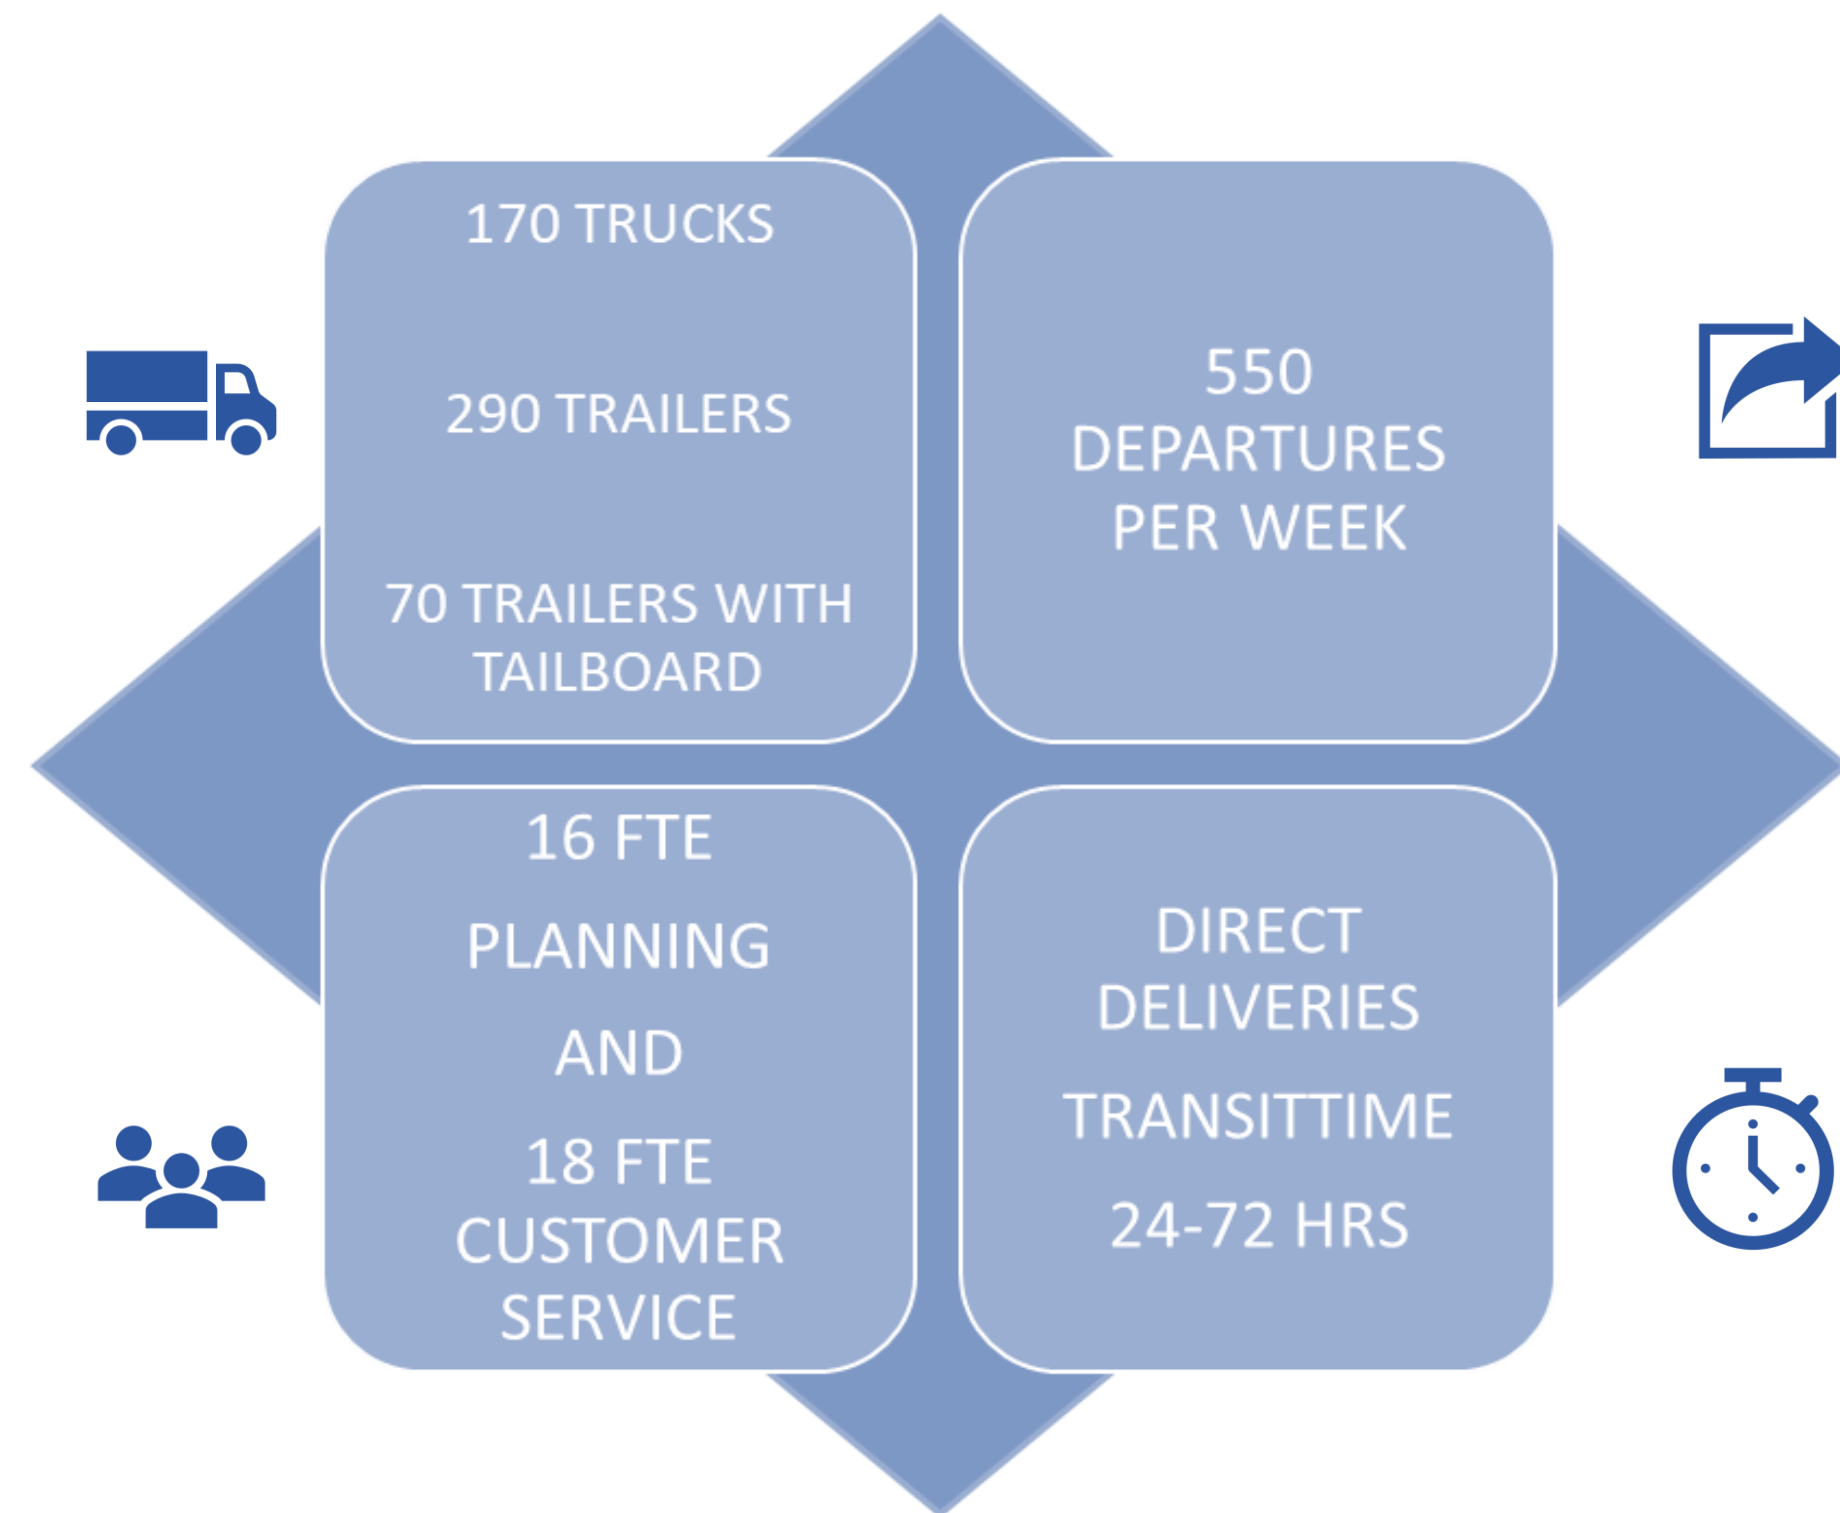 170 TRUCKS
290 TRAILERS
70 TRAILERS WITH
TAILBOARD
550
DEPARTURES
PER WEEK
16 FTE
PLANNING
AND
18 FTE
CUSTOMER
SERVICE
DIRECT
DELIVERIES
TRANSITTIME
24-72 HRS